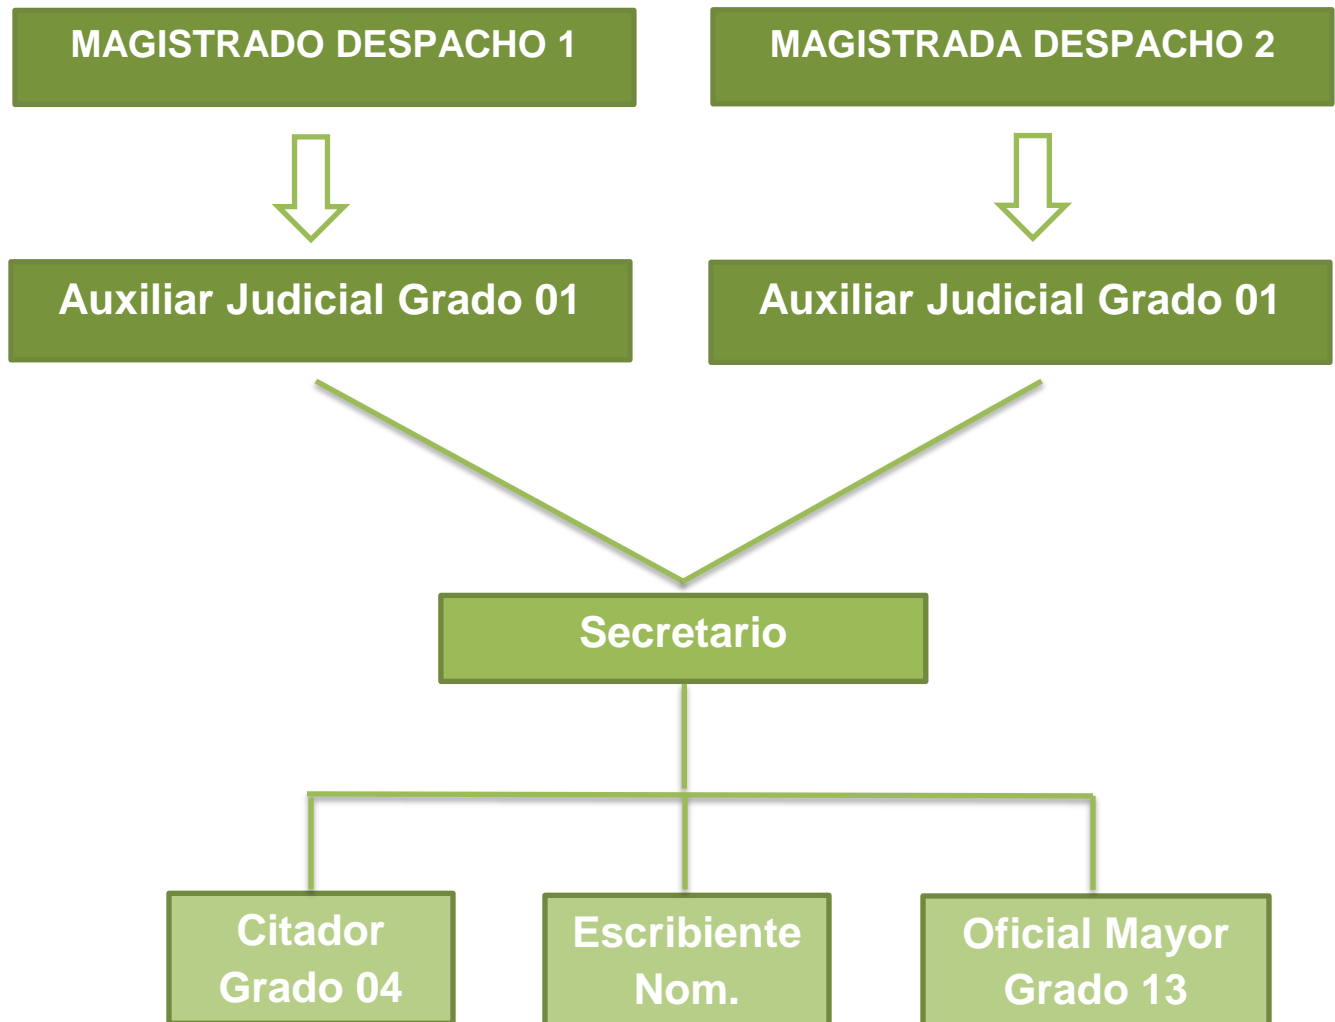 MAGISTRADO DESPACHO 1
MAGISTRADA DESPACHO 2
Auxiliar Judicial Grado 01
Auxiliar Judicial Grado 01
Secretario
Citador
Grado 04
Escribiente
Nom.
Oficial Mayor
Grado 13